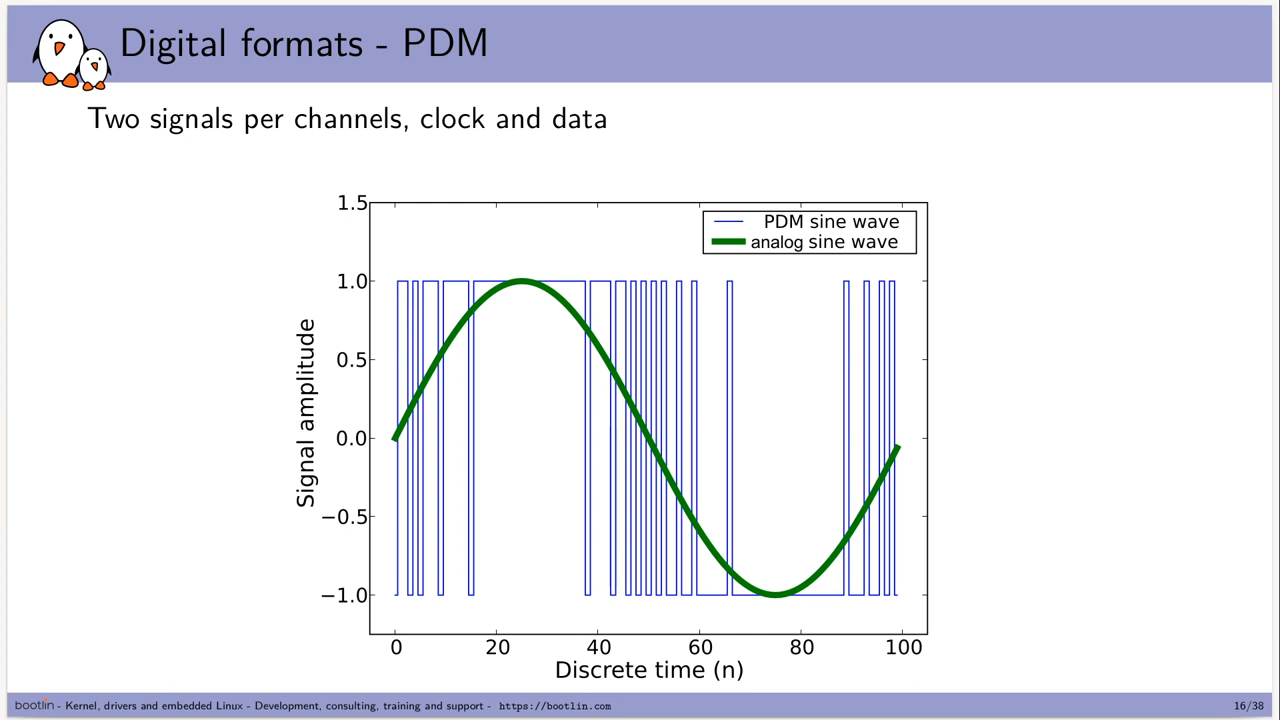 Digital formats - PDM
Two signals per channels, clock and data
1.5
1.0
0.5
0.0
−0.5
−1.0
Signal amplitude
PDM sine wave
analog sine wave
0 20 40 60 80 100
Discrete time (n)
bootlin - Kernel, drivers and embedded Linux - Development, consulting, training and support - https://bootlin.com
16/38